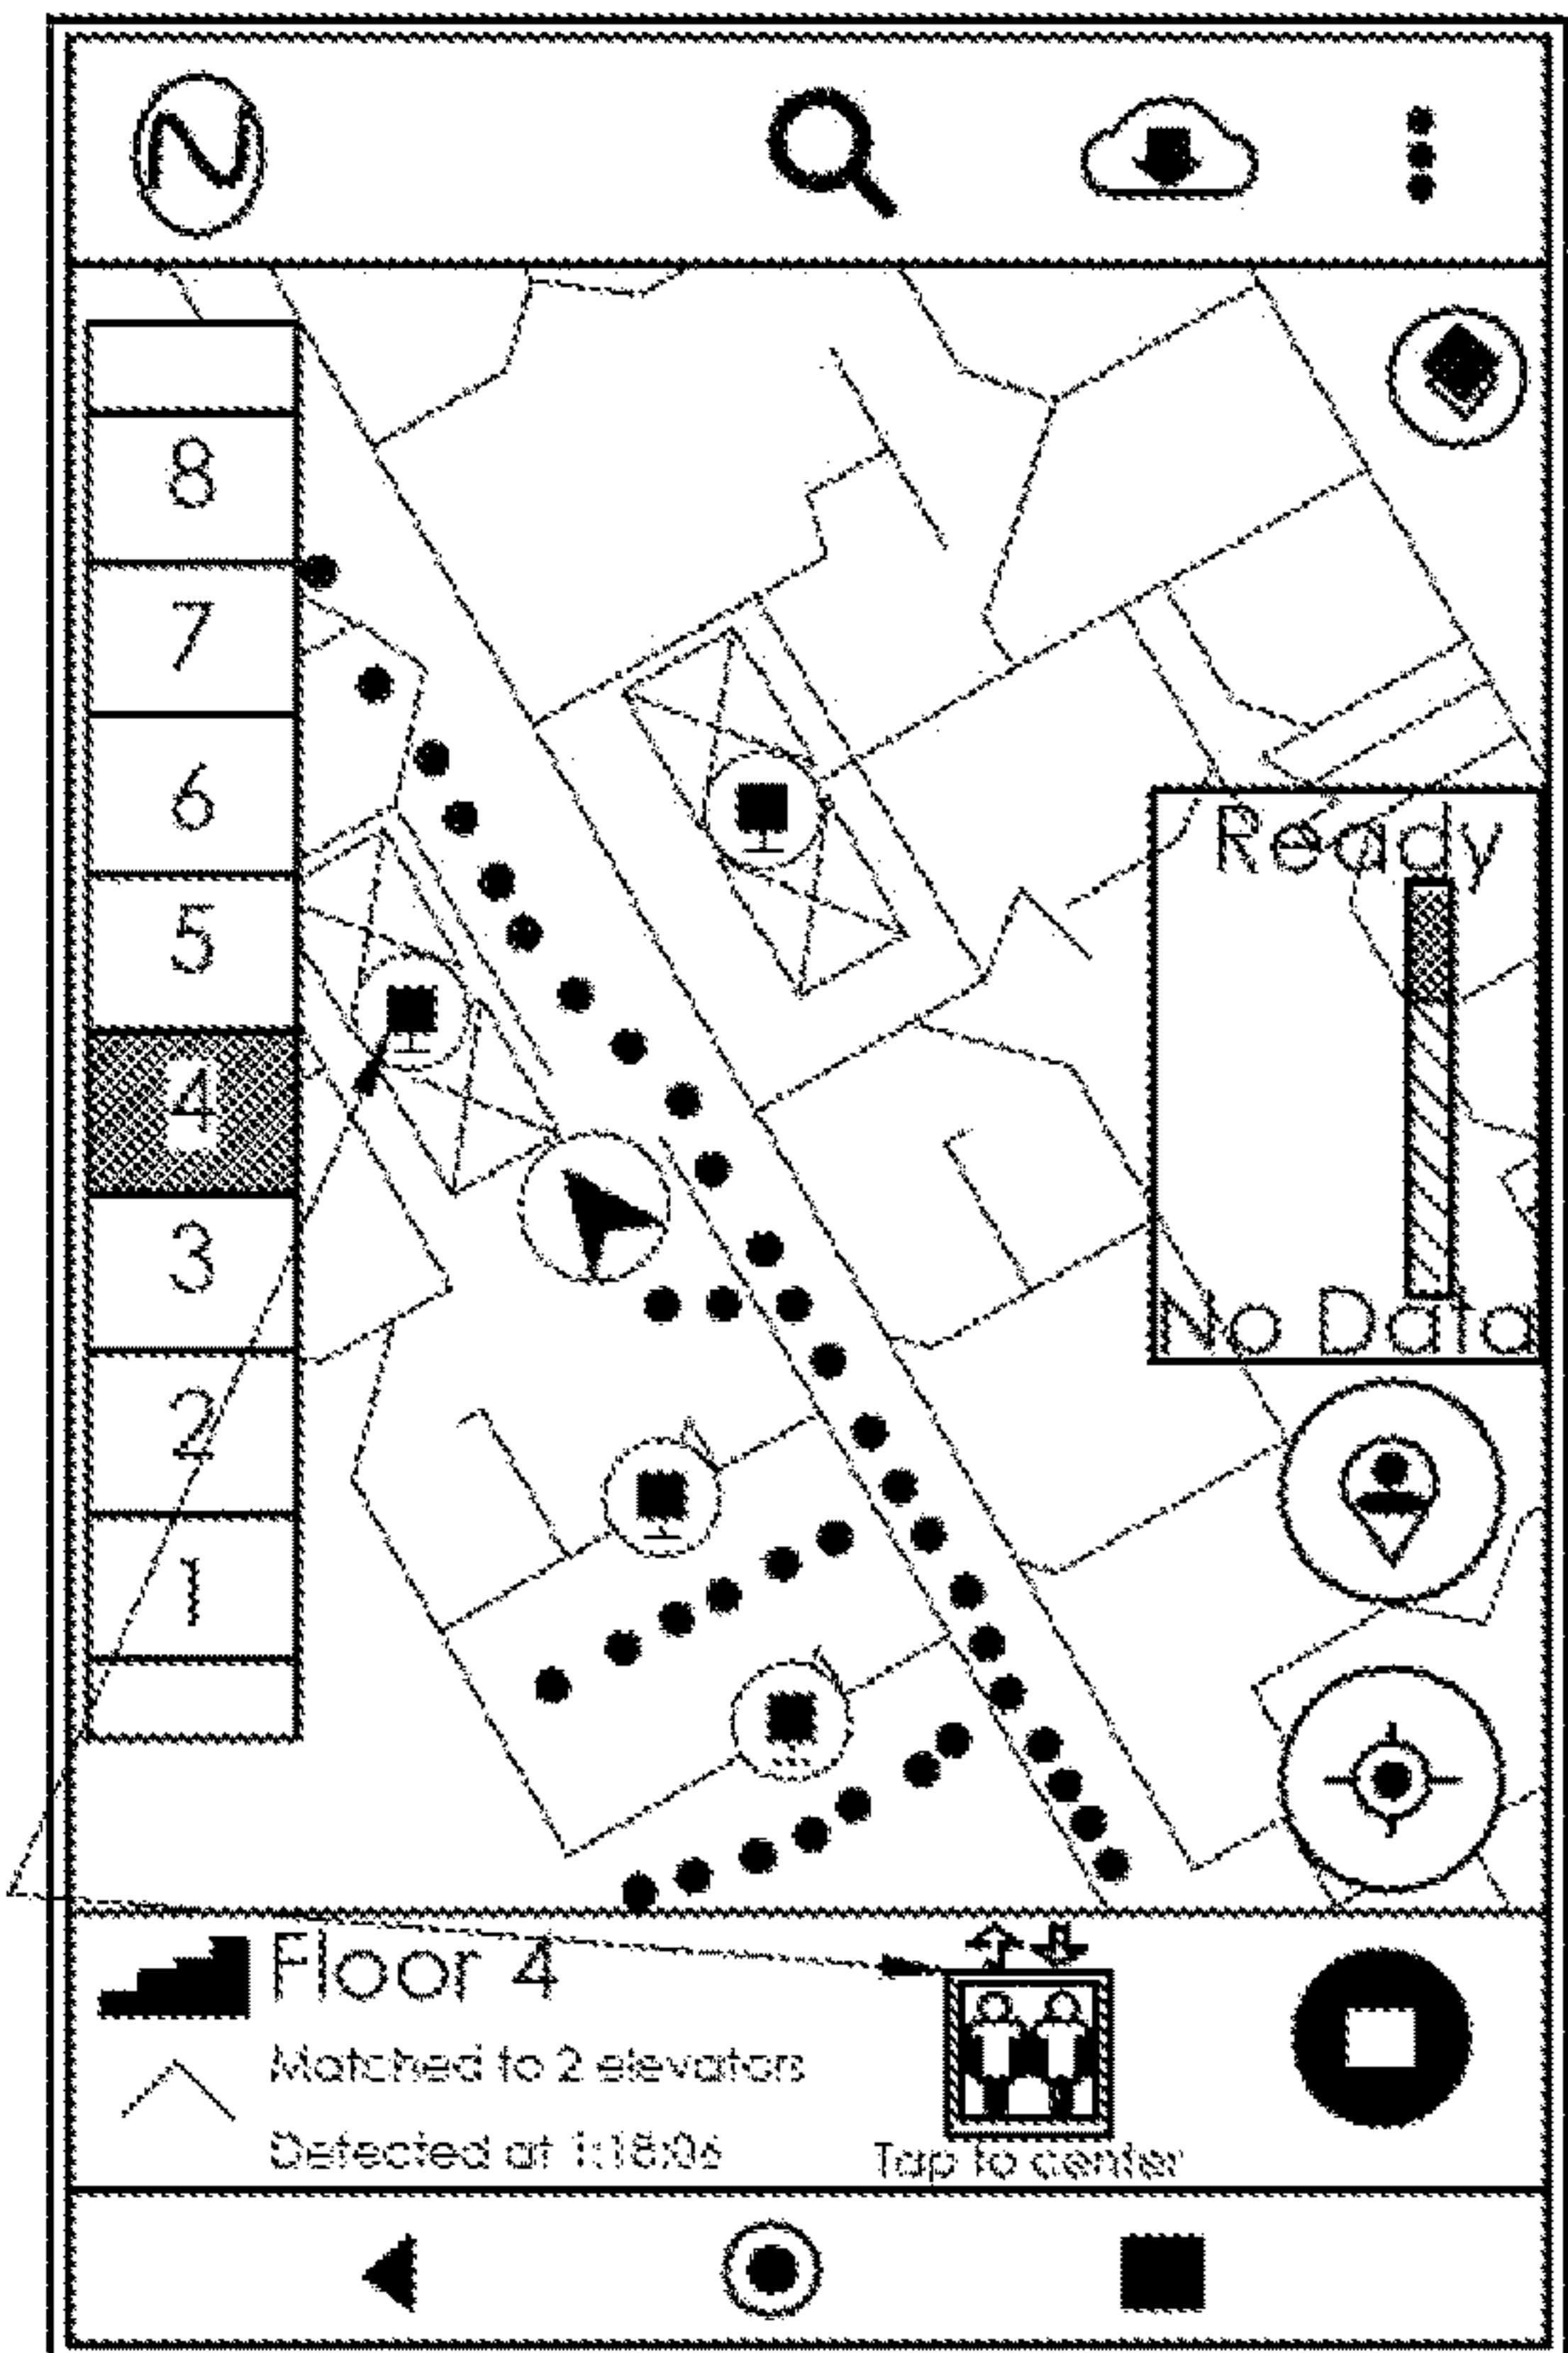 N
8
7
6
5
4
3
2
1
Ready
No Data
Floor 4
Matched to 2 elevators
Detected at 1:18:06
Tap to center